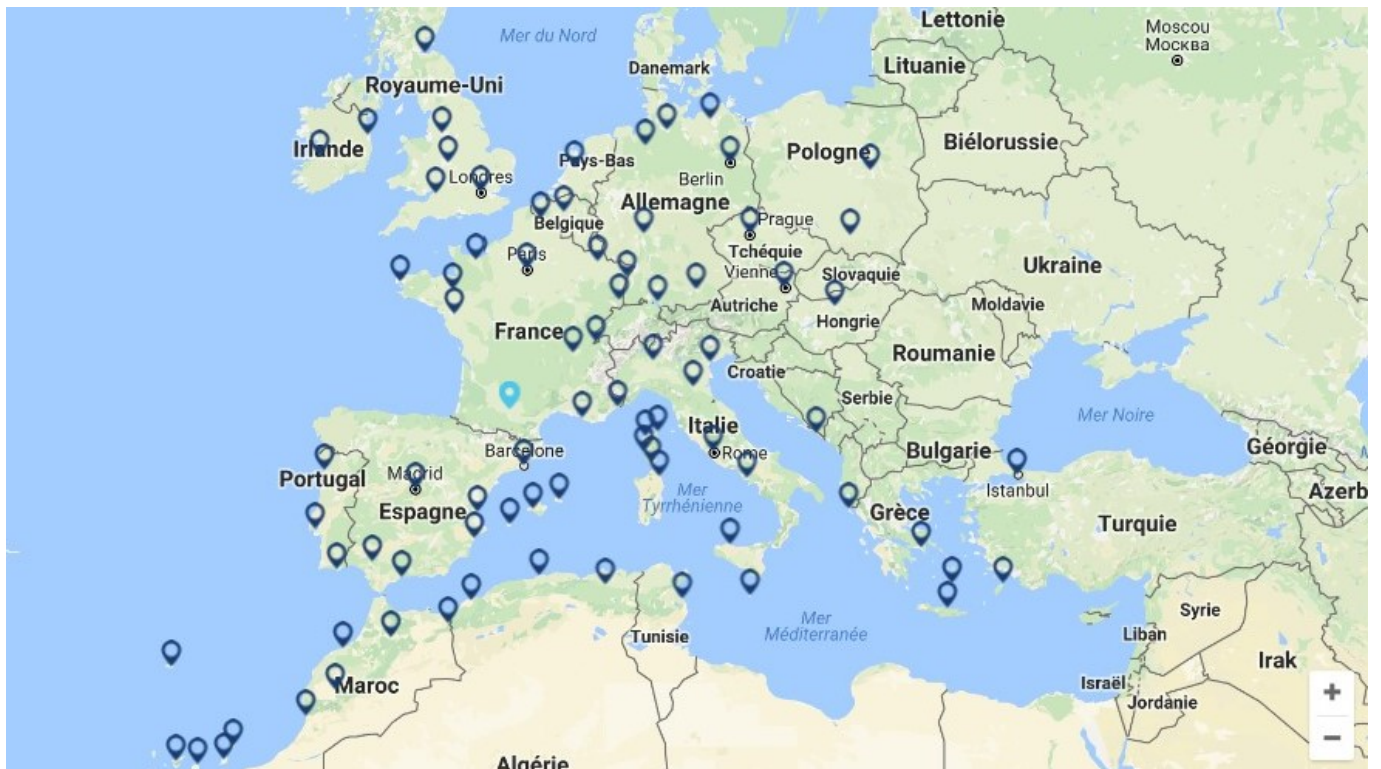 Lettonie
Moscou
Москва
Mer du Nord
Danemark
Lituanie
Royaume-Uni
Biélorussie
Irlande
Pays-Bas
Pologne
Londres
Berlin
Allemagne
Belgique
Prague
Paris
Tchéquie
Vienne
Slovaquie
Ukraine
Autriche
Moldavie
Hongrie
France
Roumanie
Croatie
Serbie
Mer Noire
Italie
Géorgie
Barcelone
Bulgarie
Rome
Madrid
Portugal
Istanbul
Azerb
Mer
Tyrrhénienne
Espagne
Grèce
Turquie
Syrie
Mer
Méditerranée
Liban
Tunisie
Irak
Israël
Maroc
Jordanie
+
−
Algérie